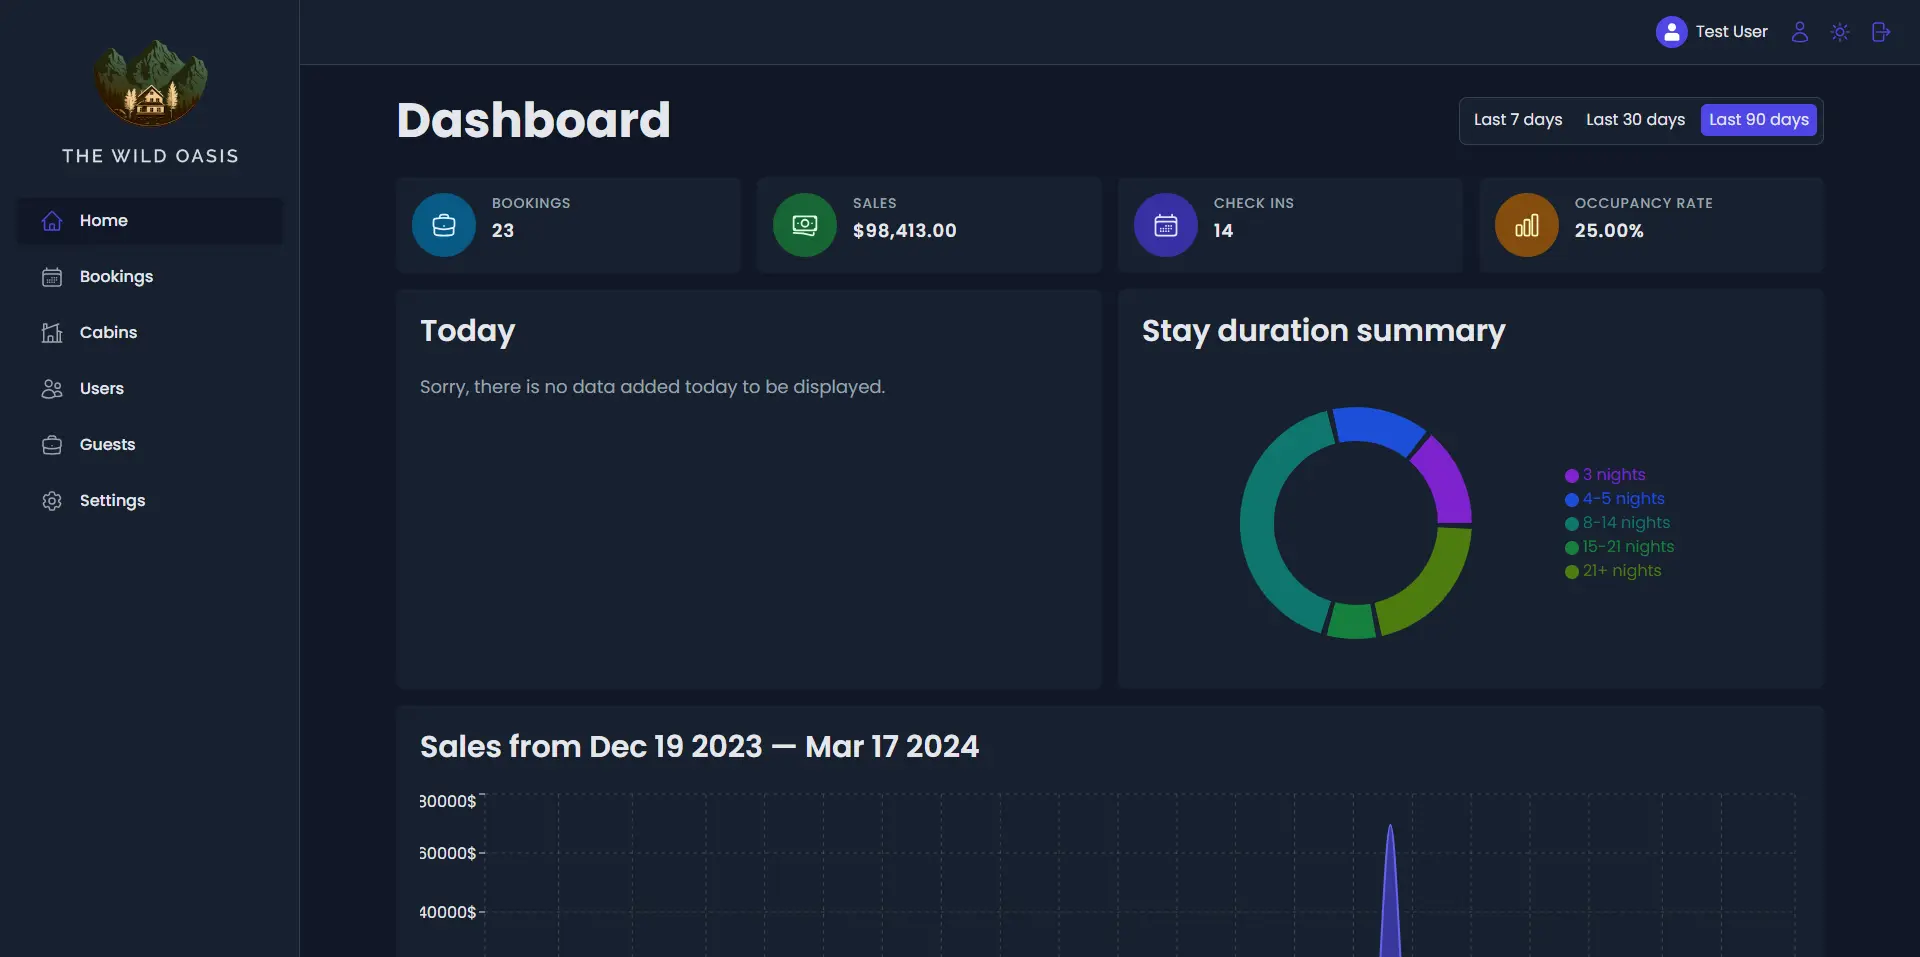 THE WILD OASIS
Home
Bookings
Cabins
Users
Guests
Settings
Test User
Dashboard
Last 7 days Last 30 days Last 90 days
BOOKINGS
23
SALES
$98,413.00
CHECK INS
14
OCCUPANCY RATE
25.00%
Today
Sorry, there is no data added today to be displayed.
Stay duration summary
3 nights
4-5 nights
8-14 nights
15-21 nights
21+ nights
Sales from Dec 19 2023 — Mar 17 2024
80000$
60000$
40000$